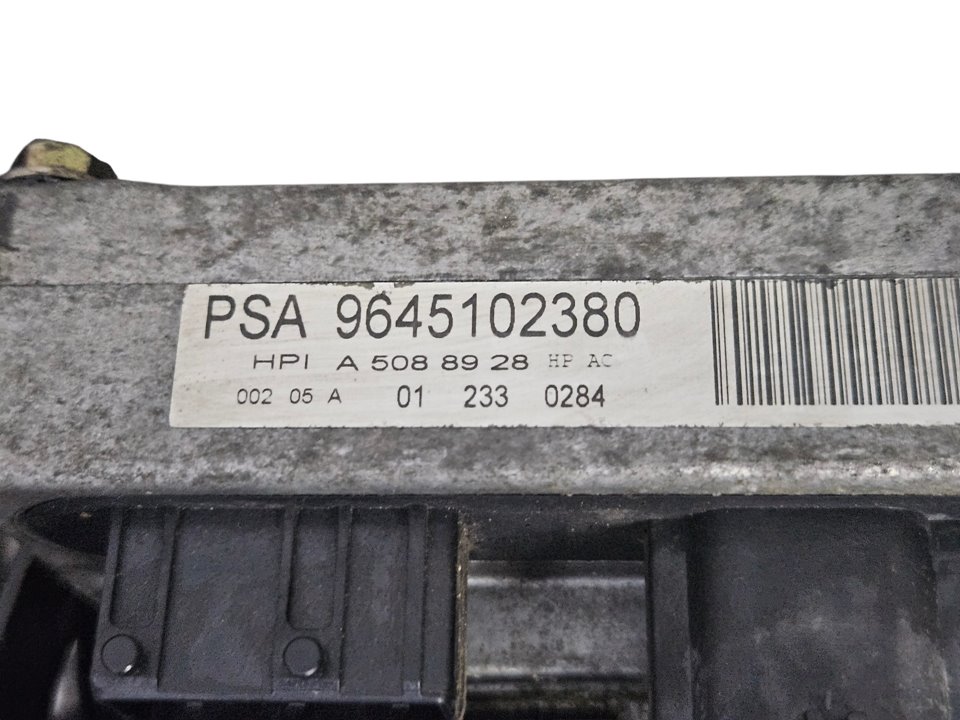 PSA 9645102380
HPI A 508 89 28 HP AC
002 05 A 01 233 0284